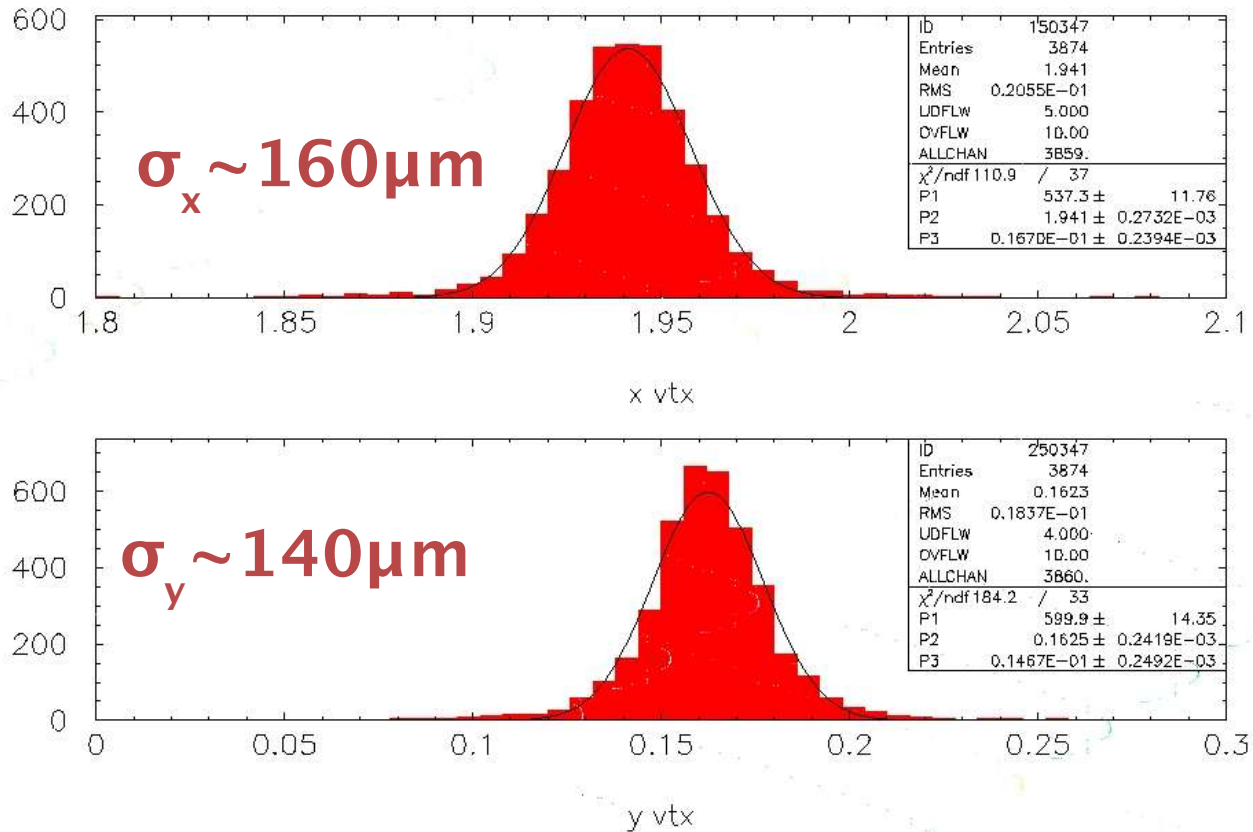 600
400
200
0
σx~160μm
ID 150347
Entries 3874
Mean 1.941
RMS 0.2055E-01
UDFLW 5.000
OVFLW 10.00
ALLCHAN 3859.
χ²/ndf 110.9 / 37
P1 537.3 ± 11.76
P2 1.941 ± 0.2732E-03
P3 0.1670E-01 ± 0.2394E-03
1.8 1.85 1.9 1.95 2 2.05 2.1
x vtx
600
400
200
0
σy~140μm
ID 250347
Entries 3874
Mean 0.1623
RMS 0.1837E-01
UDFLW 4.000
OVFLW 10.00
ALLCHAN 3860.
χ²/ndf 184.2 / 33
P1 599.9 ± 14.35
P2 0.1625 ± 0.2419E-03
P3 0.1467E-01 ± 0.2492E-03
0 0.05 0.1 0.15 0.2 0.25 0.3
y vtx